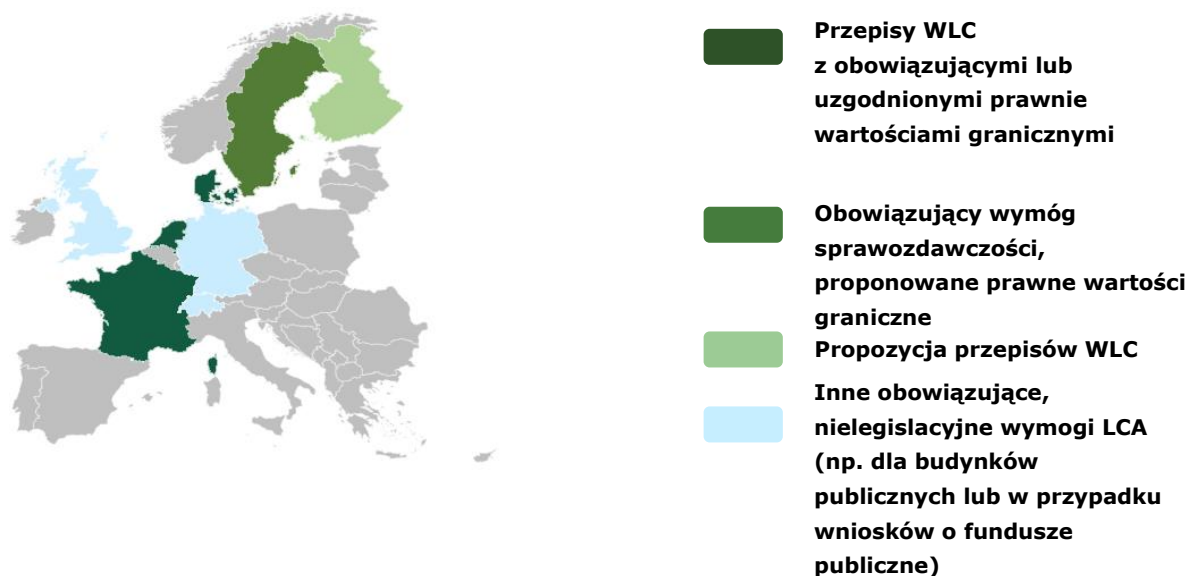 Przepisy WLC
z obowiązującymi lub
uzgodnionymi prawnie
wartościami granicznymi
Obowiązujący wymóg
sprawozdawczości,
proponowane prawne wartości
graniczne
Propozycja przepisów WLC
Inne obowiązujące,
nielegislacyjne wymogi LCA
(np. dla budynków
publicznych lub w przypadku
wniosków o fundusze
publiczne)